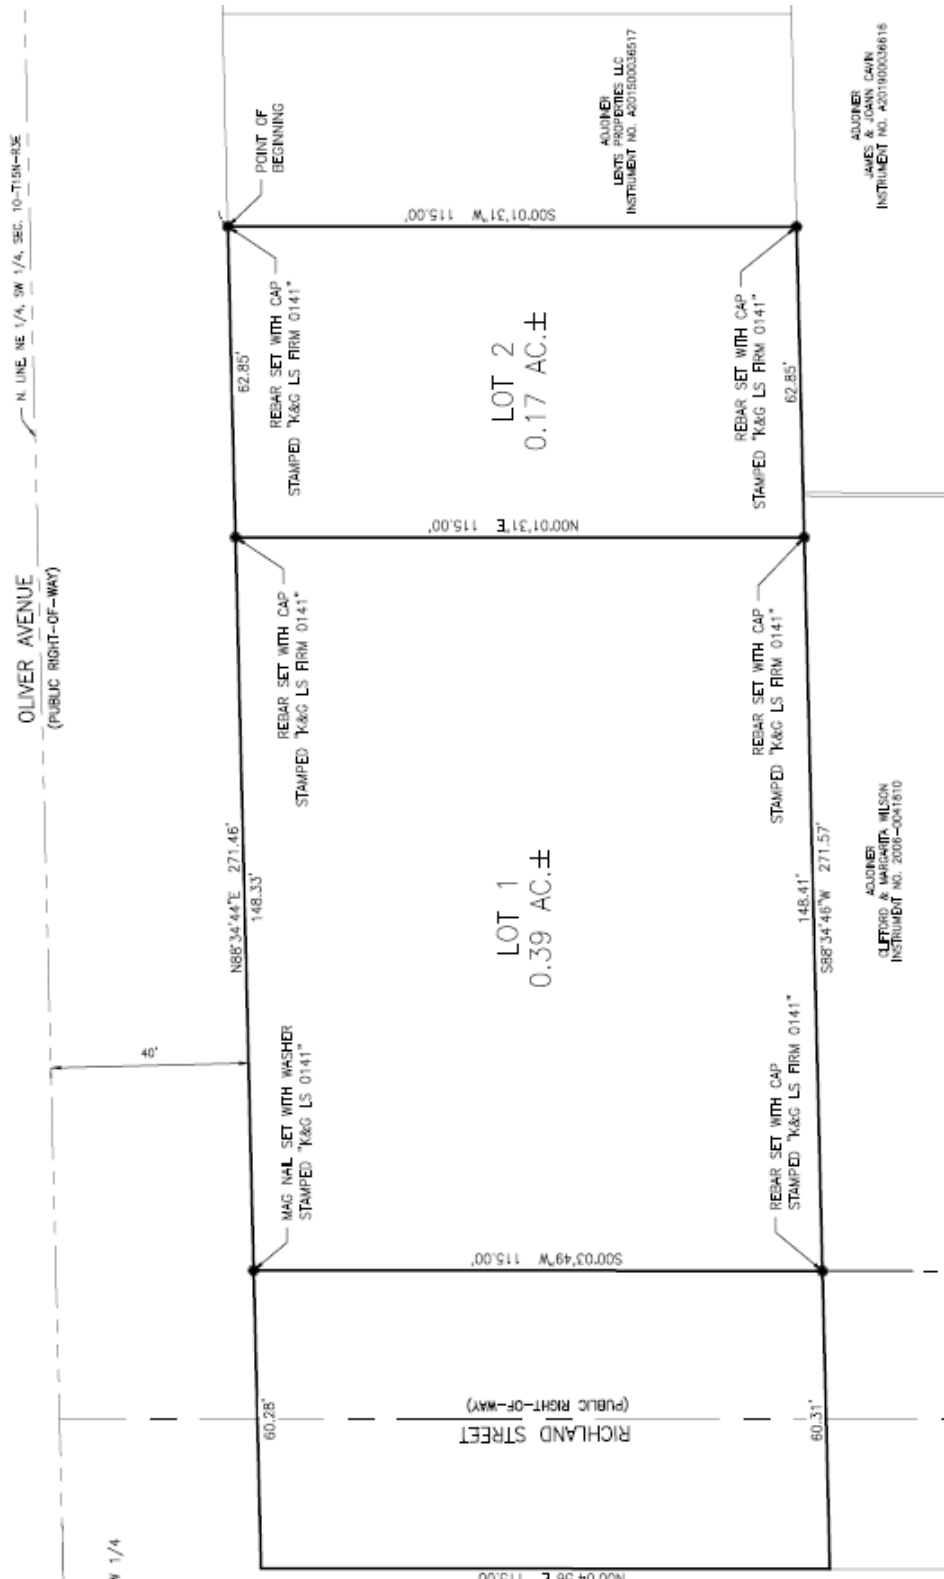 N. LINE, NE 1/4, SW 1/4, SEC. 10-T15N-R3E
OLIVER AVENUE
(PUBLIC RIGHT-OF-WAY)
40'
W 1/4
POINT OF
BEGINNING
62.85'
REBAR SET WITH CAP
STAMPED "K&G LS FIRM 0141"
S00°01'31"W 115.00'
ADJOINER
LENTS PROPERTIES LLC
INSTRUMENT NO. A201500036517
ADJOINER
JAMES & JOANN CAVIN
INSTRUMENT NO. A201900036618
LOT 2
0.17 AC.±
REBAR SET WITH CAP
STAMPED "K&G LS FIRM 0141"
62.85'
N00°01'31"E 115.00'
REBAR SET WITH CAP
STAMPED "K&G LS FIRM 0141"
REBAR SET WITH CAP
STAMPED "K&G LS FIRM 0141"
N88°34'44"E 271.46'
148.33'
LOT 1
0.39 AC.±
148.41'
S88°34'46"W 271.57'
ADJOINER
CLIFFORD & MARGARITA WILSON
INSTRUMENT NO. 2006-0041810
MAG NAIL SET WITH WASHER
STAMPED "K&G LS 0141"
REBAR SET WITH CAP
STAMPED "K&G LS FIRM 0141"
S00°03'49"W 115.00'
60.28'
RICHLAND STREET
(PUBLIC RIGHT-OF-WAY)
60.31'
115.00'